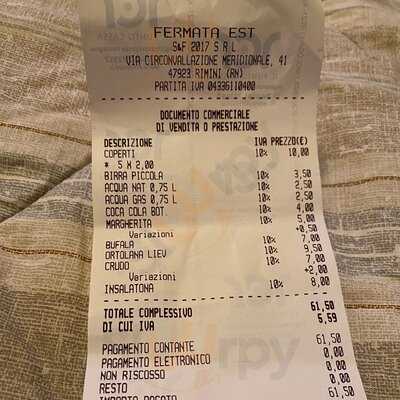 FERMATA EST
S&F 2017 S R L
VIA CIRCONVALLAZIONE MERIDIONALE, 41
47923 RIMINI (RN)
PARTITA IVA 04336110400
DOCUMENTO COMMERCIALE
DI VENDITA O PRESTAZIONE
DESCRIZIONE IVA PREZZO(€)
COPERTI 10% 10,00
* 5 X 2,00
BIRRA PICCOLA 10% 3,50
ACQUA NAT 0,75 L 10% 2,50
ACQUA GAS 0,75 L 10% 2,50
COCA COLA BOT. 10% 4,00
MARGHERITA 10% 5,00
Variazioni +0,50
BUFALA 10% 7,00
ORTOLANA LIEV 10% 9,50
CRUDO 10% 7,00
Variazioni +2,00
INSALATONA 10% 8,00
TOTALE COMPLESSIVO 61,50
DI CUI IVA 5,59
PAGAMENTO CONTANTE 61,50
PAGAMENTO ELETTRONICO 0,00
NON RISCOSSO 0,00
RESTO 0,00
IMPORTO PAGATO 61,50